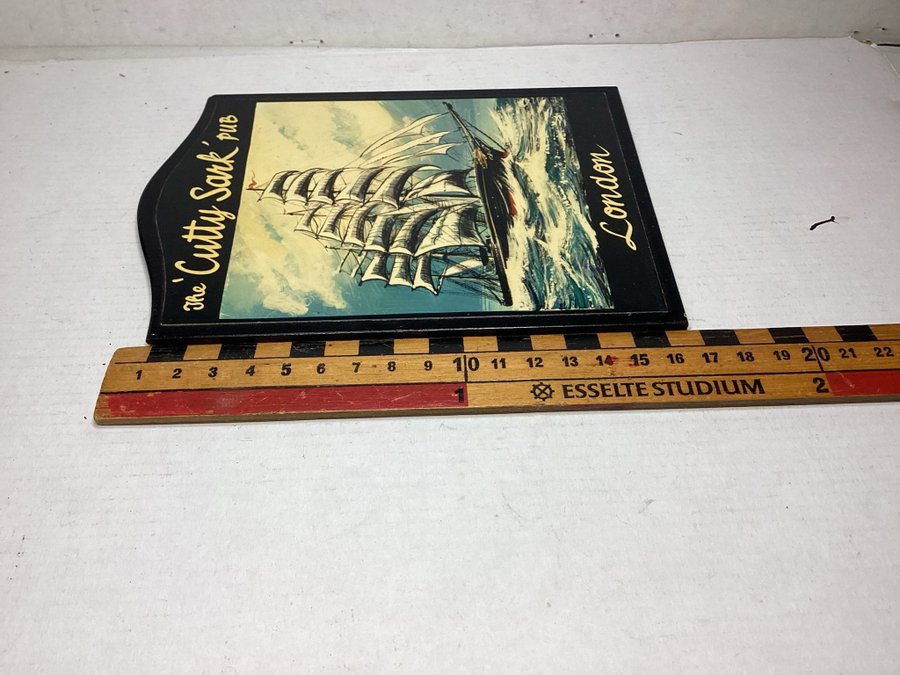 The 'Cutty Sark' PUB
London
1 2 3 4 5 6 7 8 9 10 11 12 13 14 15 16 17 18 19 20 21 22
1 ESSELTE STUDIUM 2